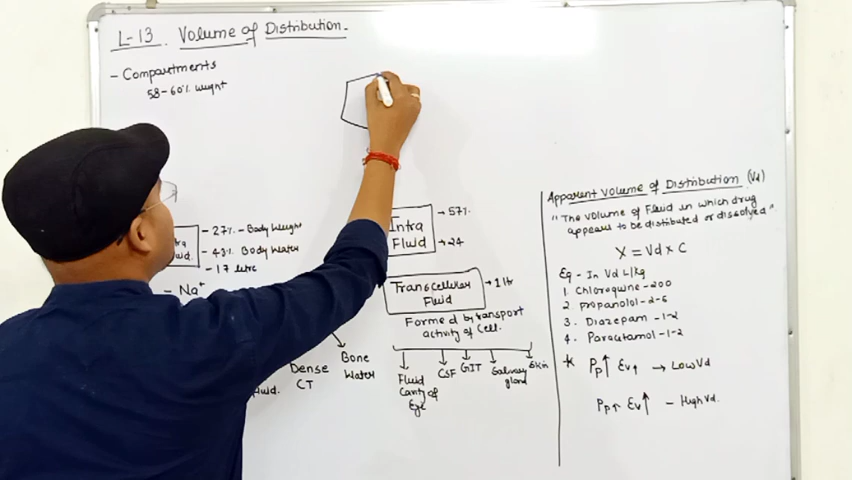 L-13. Volume of Distribution.
- Compartments
58-60% weight
- 27% - Body Weight
- 43% Body Water
- 17 litre
- Na+
Intra
Fluid
57%
24
Transcellular
Fluid
1 ltr
Formed by transport
activity of Cell.
Fluid.
Dense
CT
Bone
Water
Fluid
Cavity of
Eye
CSF
GIT
Salivary
gland
Skin
Apparent Volume of Distribution (Vd)
"The volume of Fluid in which drug
appears to be distributed or dissolved".
X = Vd x C
Eg - In Vd L/Kg
1. Chloroquine-200
2. Propanolol-2-6
3. Diazepam-1-2
4. Paracetamol-1-2
* Pp↑ Ev↑ → Low Vd
Pp↑ Ev↑ - High Vd.